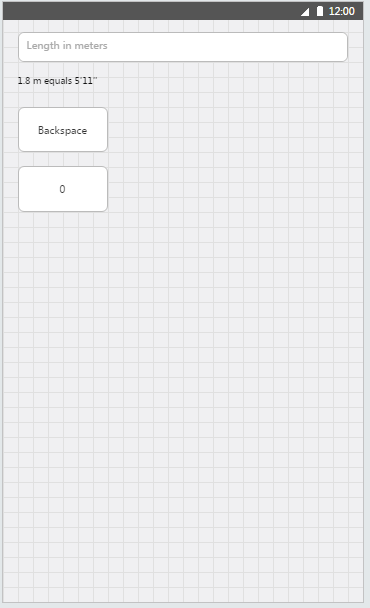 12:00
Length in meters
1.8 m equals 5'11''
Backspace
0